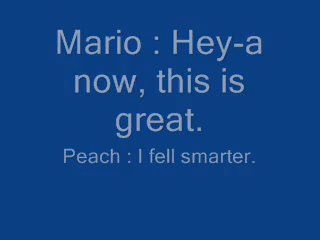 Mario : Hey-a
now, this is
great.
Peach : I fell smarter.